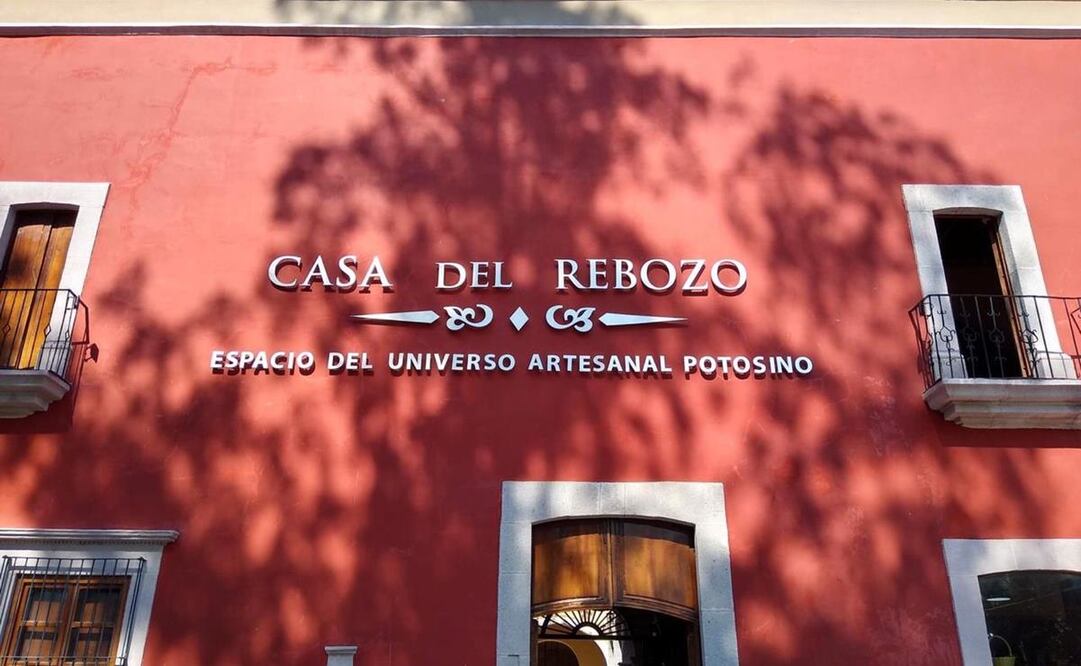 CASA DEL REBOZO
ESPACIO DEL UNIVERSO ARTESANAL POTOSINO